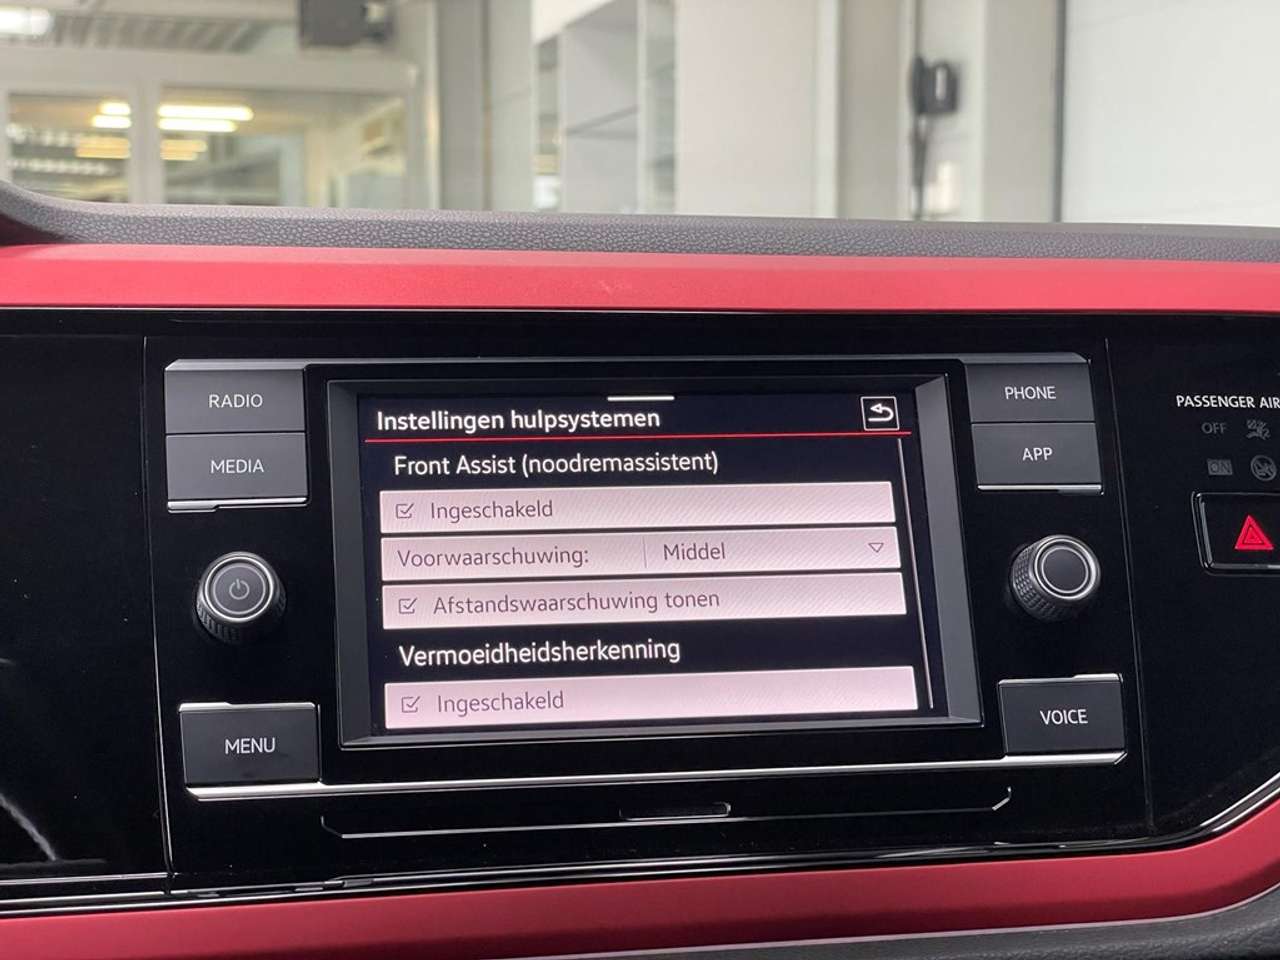 RADIO
MEDIA
MENU
Instellingen hulpsystemen
Front Assist (noodremassistent)
Ingeschakeld
Voorwaarschuwing: Middel
Afstandswaarschuwing tonen
Vermoeidheidsherkenning
Ingeschakeld
PHONE
APP
VOICE
PASSENGER AIR
OFF
ON